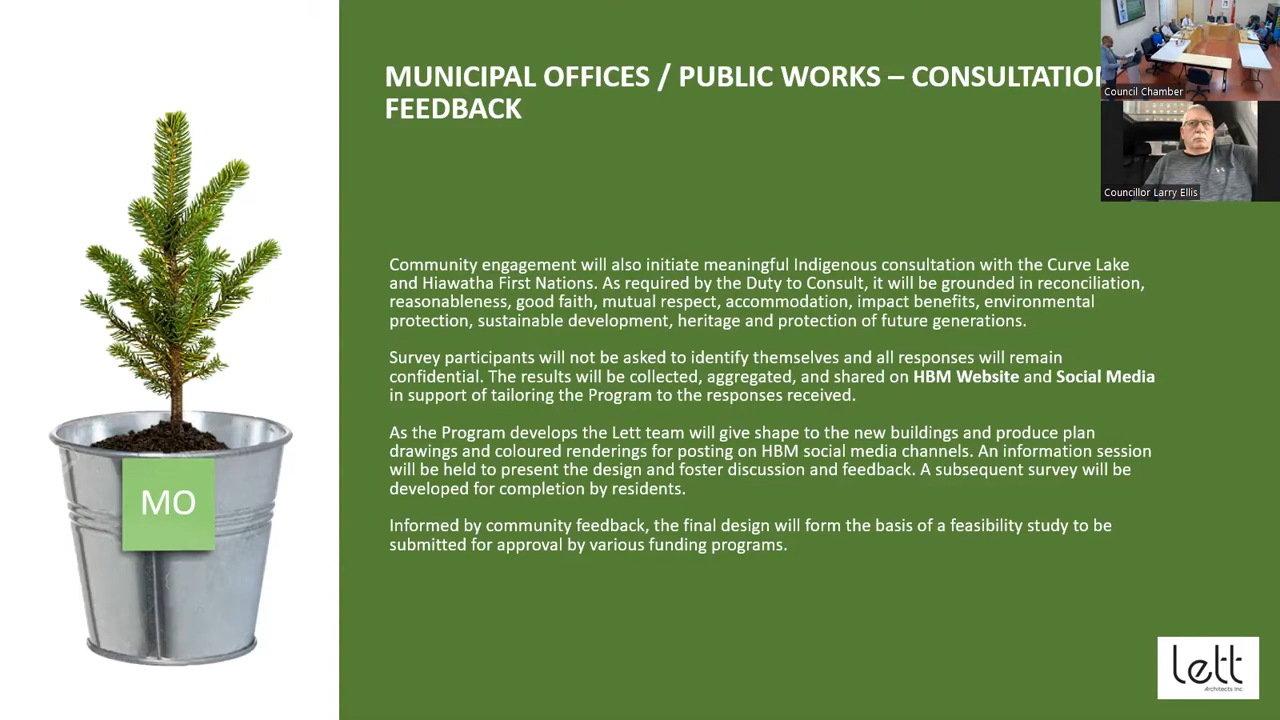 MUNICIPAL OFFICES / PUBLIC WORKS – CONSULTATION
FEEDBACK
Council Chamber
Councillor Larry Ellis
Community engagement will also initiate meaningful Indigenous consultation with the Curve Lake
and Hiawatha First Nations. As required by the Duty to Consult, it will be grounded in reconciliation,
reasonableness, good faith, mutual respect, accommodation, impact benefits, environmental
protection, sustainable development, heritage and protection of future generations.
Survey participants will not be asked to identify themselves and all responses will remain
confidential. The results will be collected, aggregated, and shared on HBM Website and Social Media
in support of tailoring the Program to the responses received.
As the Program develops the Lett team will give shape to the new buildings and produce plan
drawings and coloured renderings for posting on HBM social media channels. An information session
will be held to present the design and foster discussion and feedback. A subsequent survey will be
developed for completion by residents.
Informed by community feedback, the final design will form the basis of a feasibility study to be
submitted for approval by various funding programs.
MO
lett
Architects Inc.